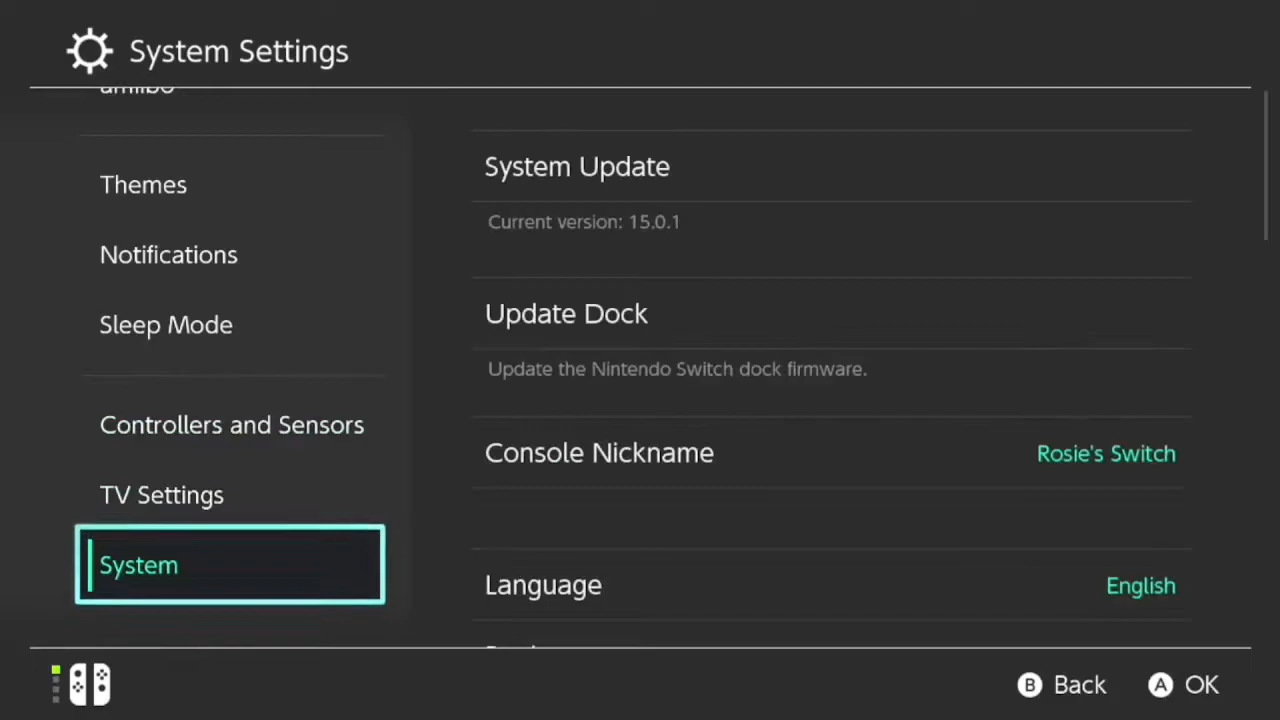 System Settings
amiibo
Themes
Notifications
Sleep Mode
Controllers and Sensors
TV Settings
System
System Update
Current version: 15.0.1
Update Dock
Update the Nintendo Switch dock firmware.
Console Nickname Rosie's Switch
Language English
B Back A OK